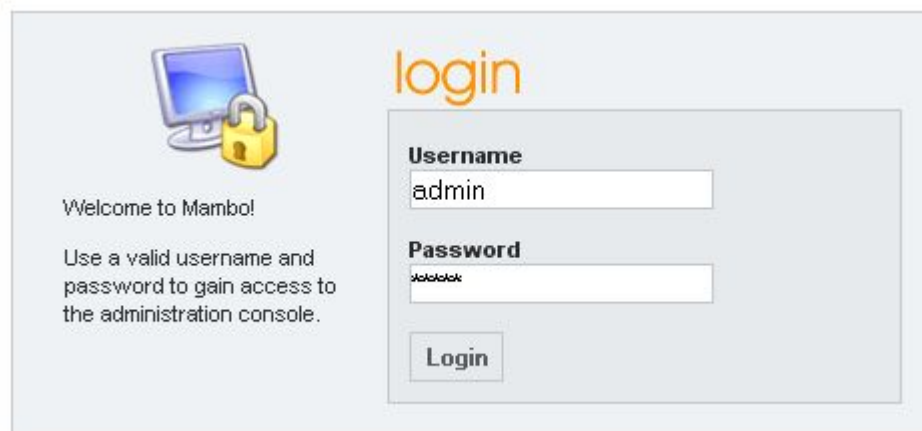 login
Username
admin
Password
*****
Login
Welcome to Mambo!
Use a valid username and
password to gain access to
the administration console.